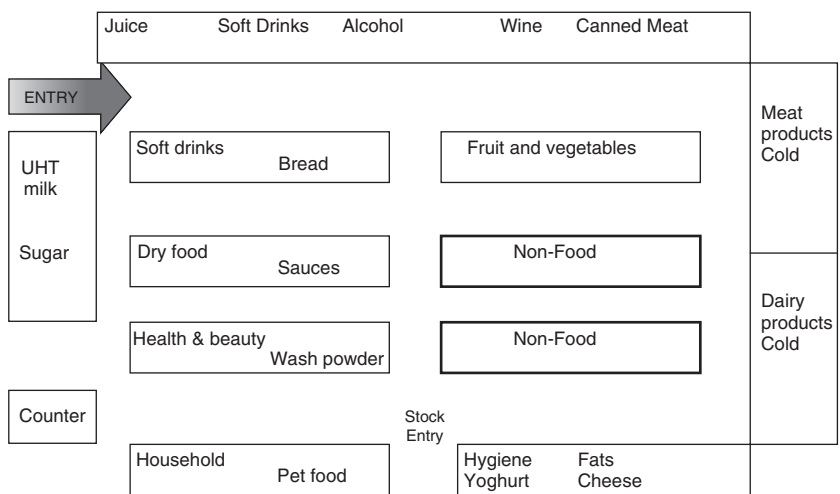 Juice Soft Drinks Alcohol Wine Canned Meat
ENTRY
Meat
products
Cold
UHT
milk
Sugar
Soft drinks
Bread
Fruit and vegetables
Dry food
Sauces
Non-Food
Dairy
products
Cold
Health & beauty
Wash powder
Non-Food
Counter
Stock
Entry
Household
Pet food
Hygiene Fats
Yoghurt Cheese